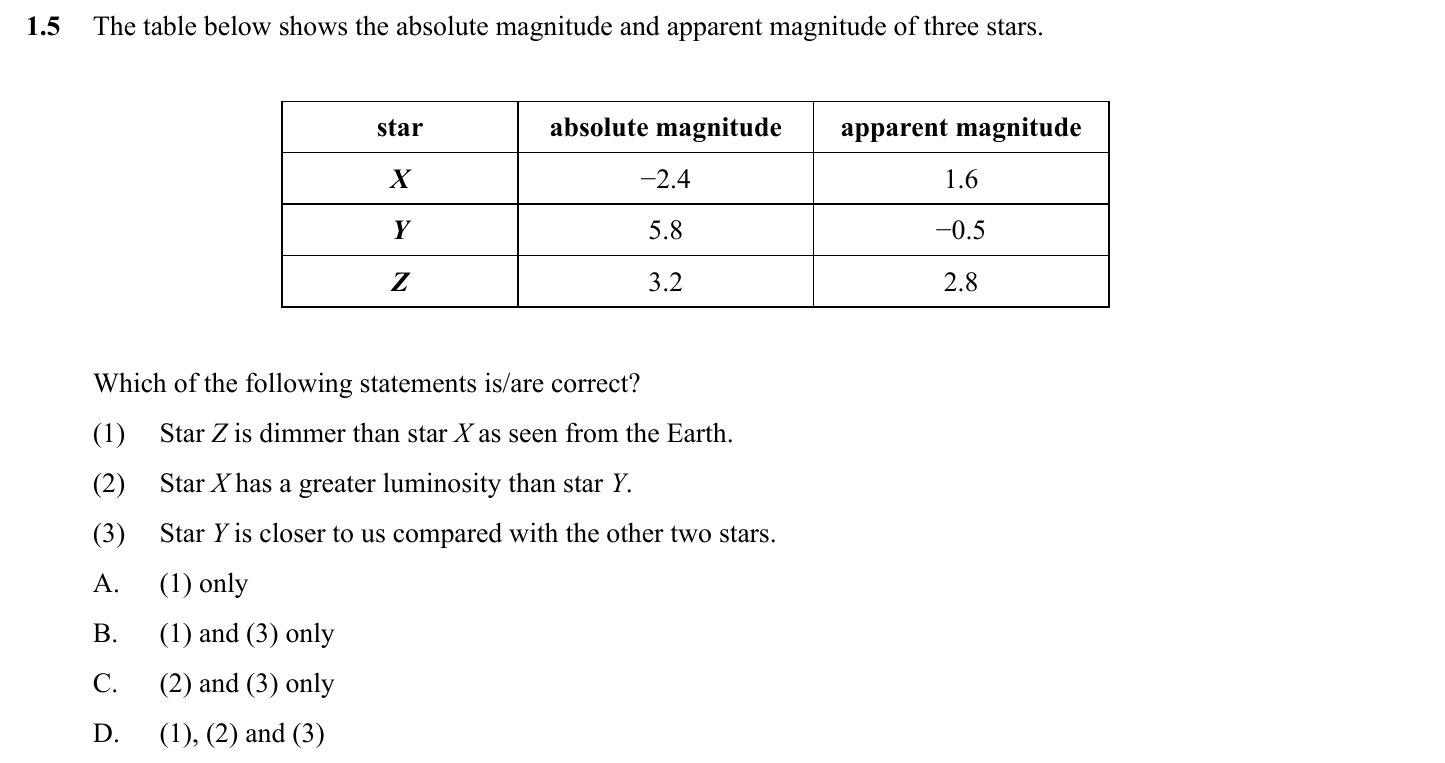 1.5 The table below shows the absolute magnitude and apparent magnitude of three stars.
star absolute magnitude apparent magnitude
X −2.4 1.6
Y 5.8 −0.5
Z 3.2 2.8
Which of the following statements is/are correct?
(1) Star Z is dimmer than star X as seen from the Earth.
(2) Star X has a greater luminosity than star Y.
(3) Star Y is closer to us compared with the other two stars.
A. (1) only
B. (1) and (3) only
C. (2) and (3) only
D. (1), (2) and (3)